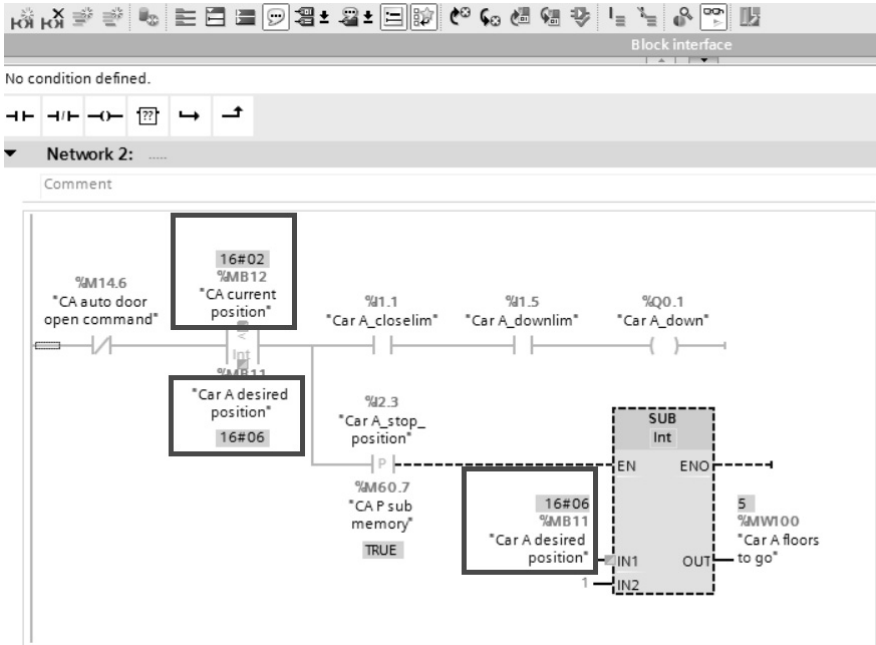 Block interface
No condition defined.
??
Network 2: .....
Comment
16#02
%M14.6
"CA auto door
open command"
%MB12
"CA current
position"
%I1.1
"Car A_closelim"
%I1.5
"Car A_downlim"
%Q0.1
"Car A_down"
Int
%MB11
"Car A desired
position"
16#06
%I2.3
"Car A_stop_
position"
P
%M60.7
"CA P sub
memory"
TRUE
SUB
Int
EN
ENO
16#06
%MB11
"Car A desired
position"
IN1
1
IN2
5
%MW100
"Car A floors
to go"
OUT